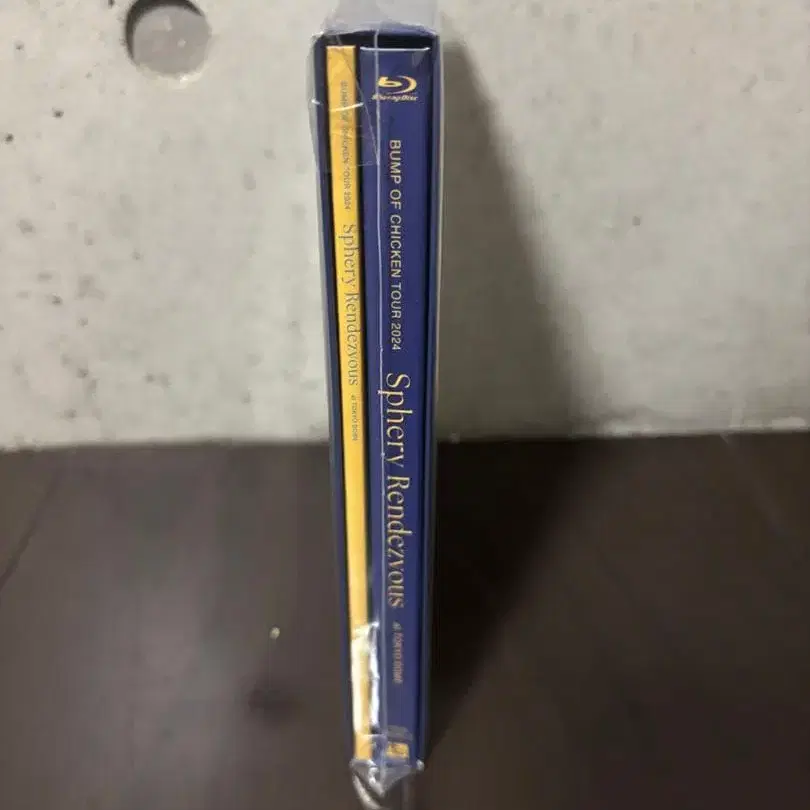 BUMP OF CHICKEN TOUR 2024 Sphery Rendezvous at TOKYO DOME
Blu-ray Disc
BUMP OF CHICKEN TOUR 2024 Sphery Rendezvous at TOKYO DOME